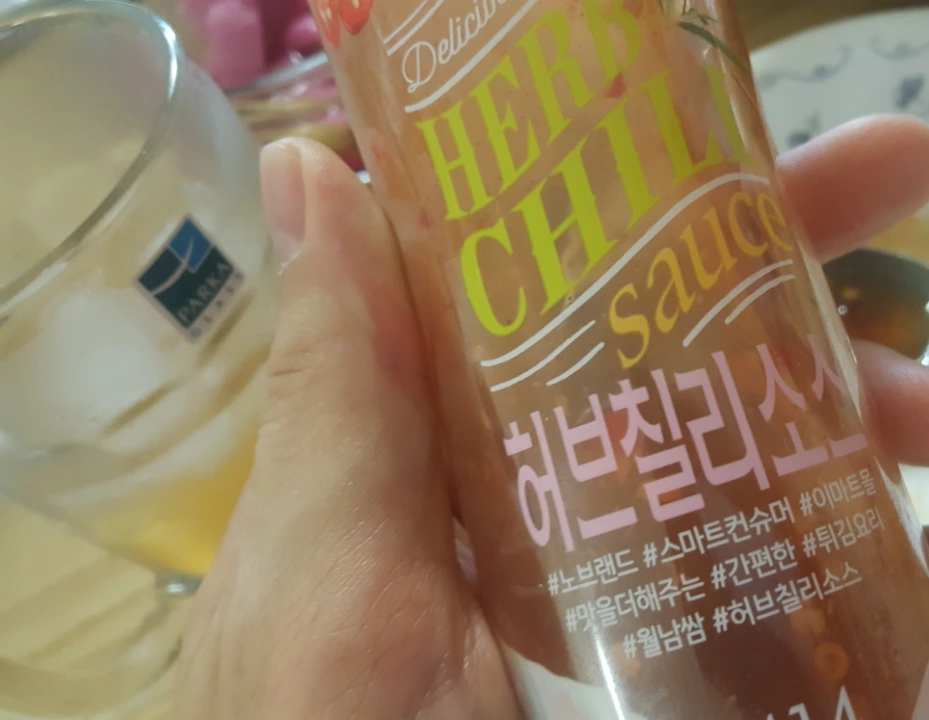 Delicious
HERB
CHILI
sauce
허브칠리소스
#노브랜드 #스마트컨슈머 #이마트몰
#맛을더해주는 #간편한 #튀김요리
#월남쌈 #허브칠리소스
PARKA
GLASS